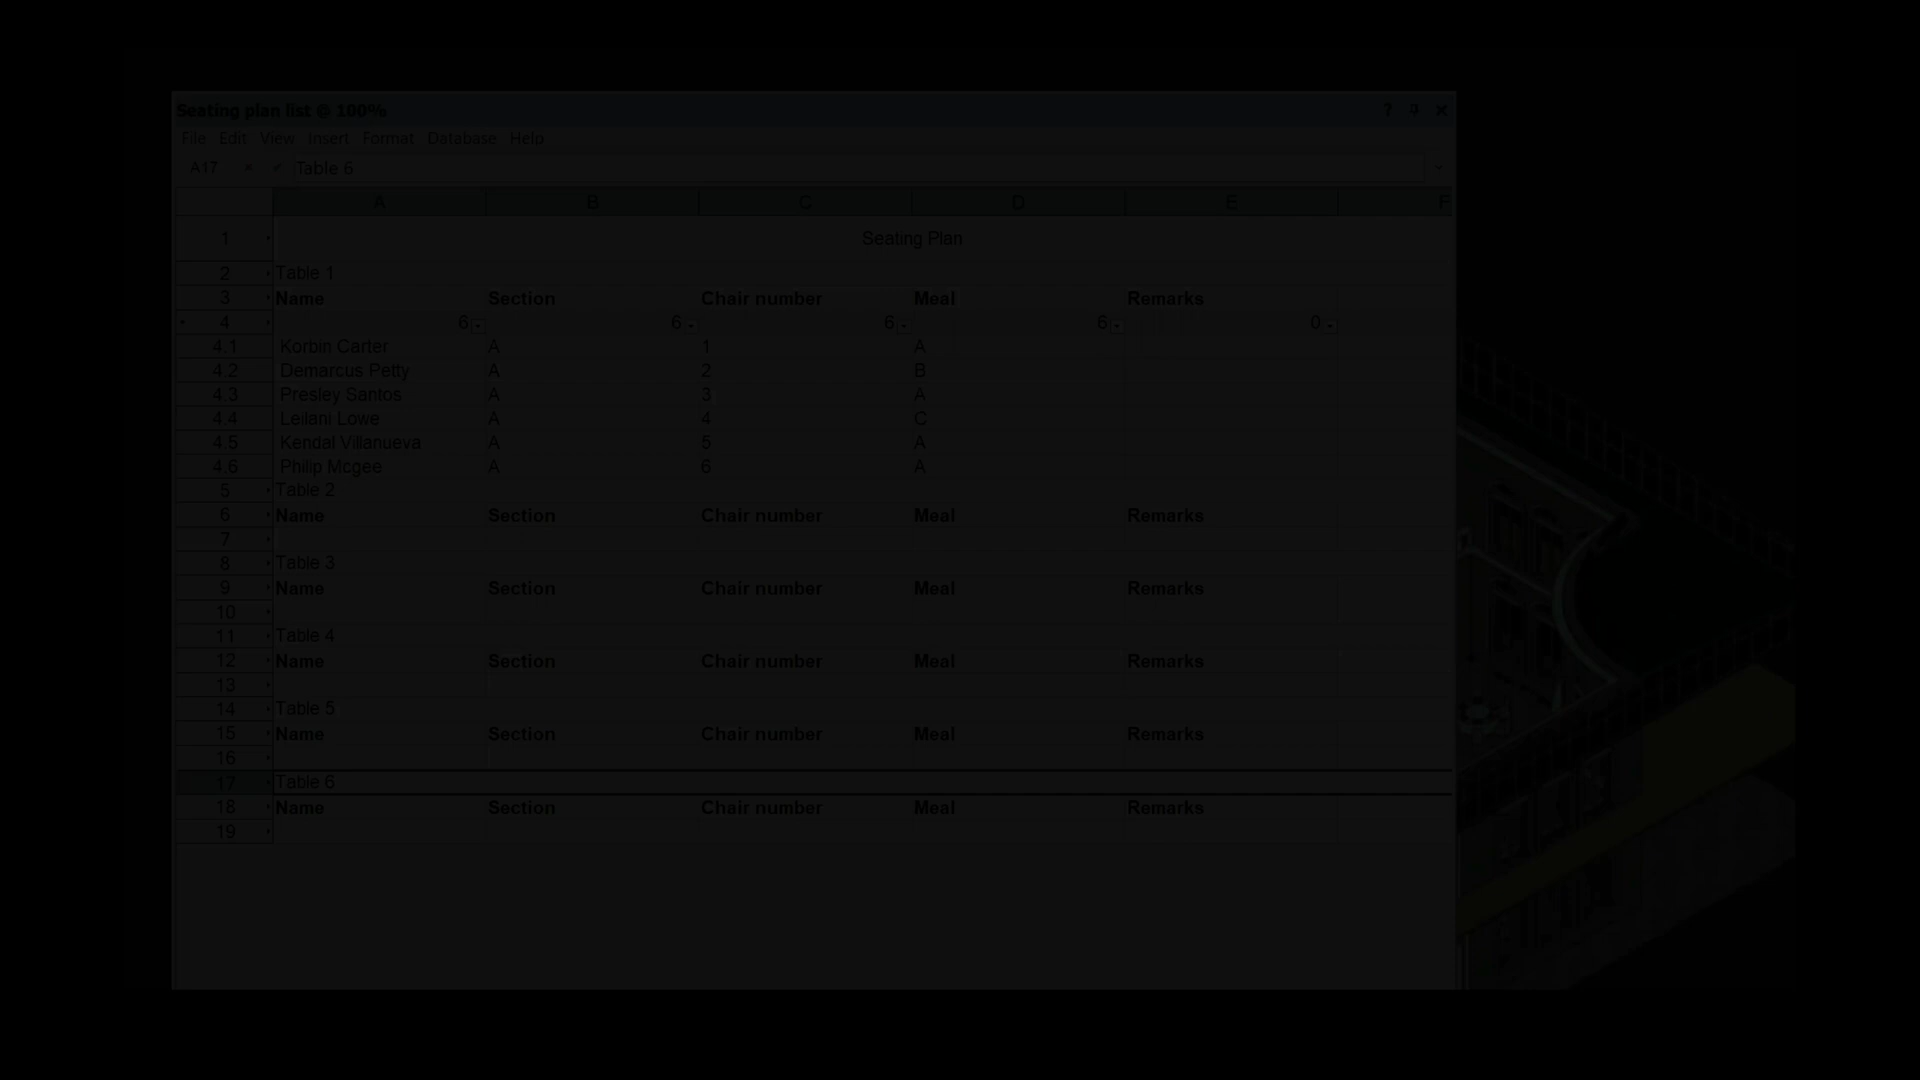 Seating plan list @ 100% ? ×
File Edit View Insert Format Database Help
A17 × ✓ Table 6
A B C D E F
1 Seating Plan
2 Table 1
3 Name Section Chair number Meal Remarks
4 6 6 6 6 0
4.1 Korbin Carter A 1 A
4.2 Demarcus Petty A 2 B
4.3 Presley Santos A 3 A
4.4 Leilani Lowe A 4 C
4.5 Kendal Villanueva A 5 A
4.6 Philip Mcgee A 6 A
5 Table 2
6 Name Section Chair number Meal Remarks
7
8 Table 3
9 Name Section Chair number Meal Remarks
10
11 Table 4
12 Name Section Chair number Meal Remarks
13
14 Table 5
15 Name Section Chair number Meal Remarks
16
17 Table 6
18 Name Section Chair number Meal Remarks
19